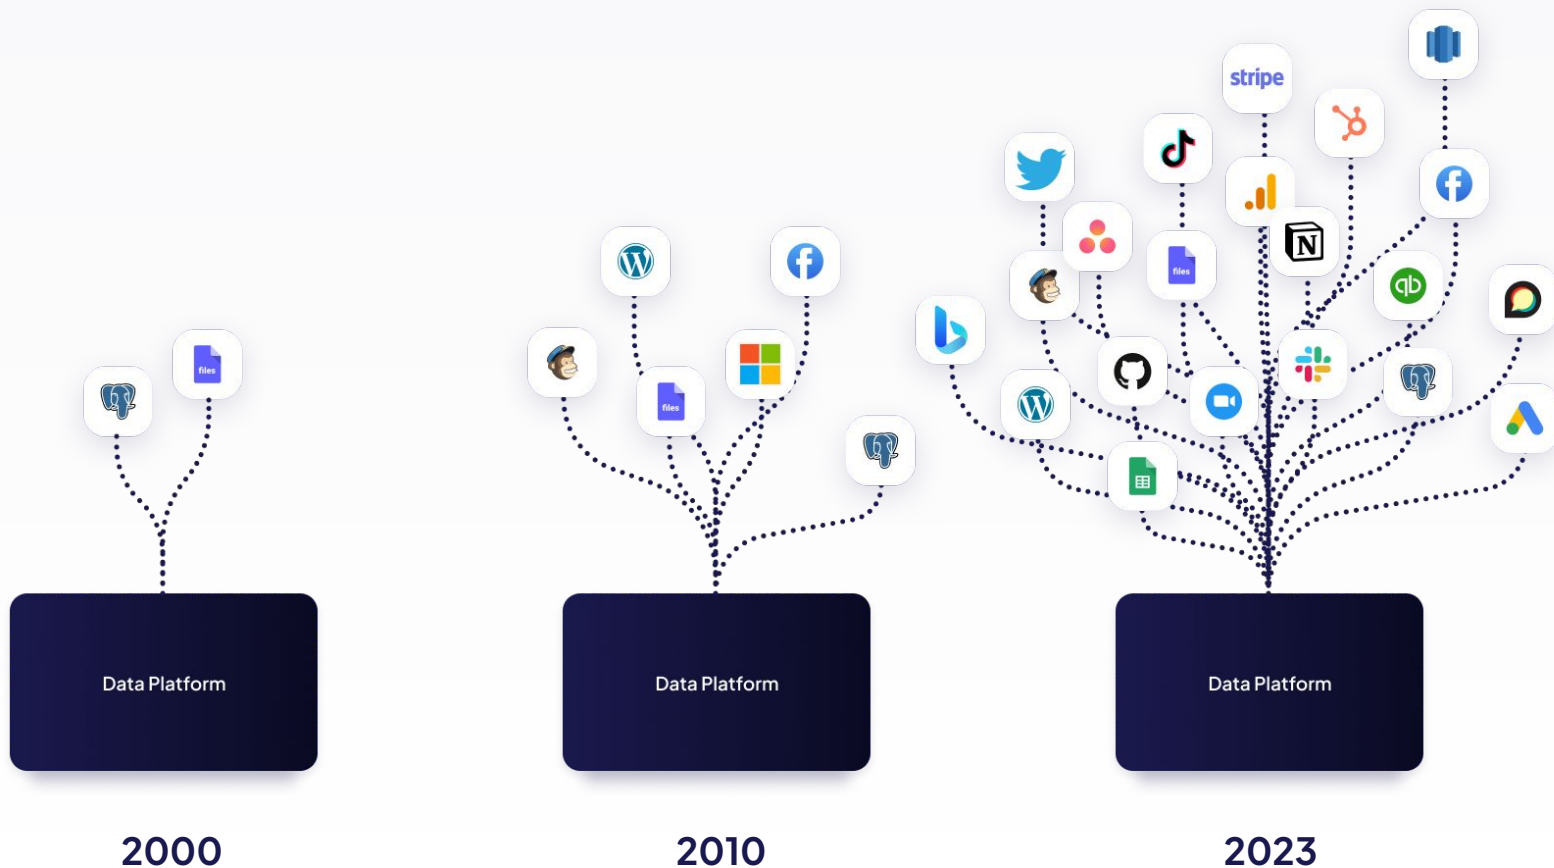 stripe
files
files
files
Data Platform
Data Platform
Data Platform
2000
2010
2023